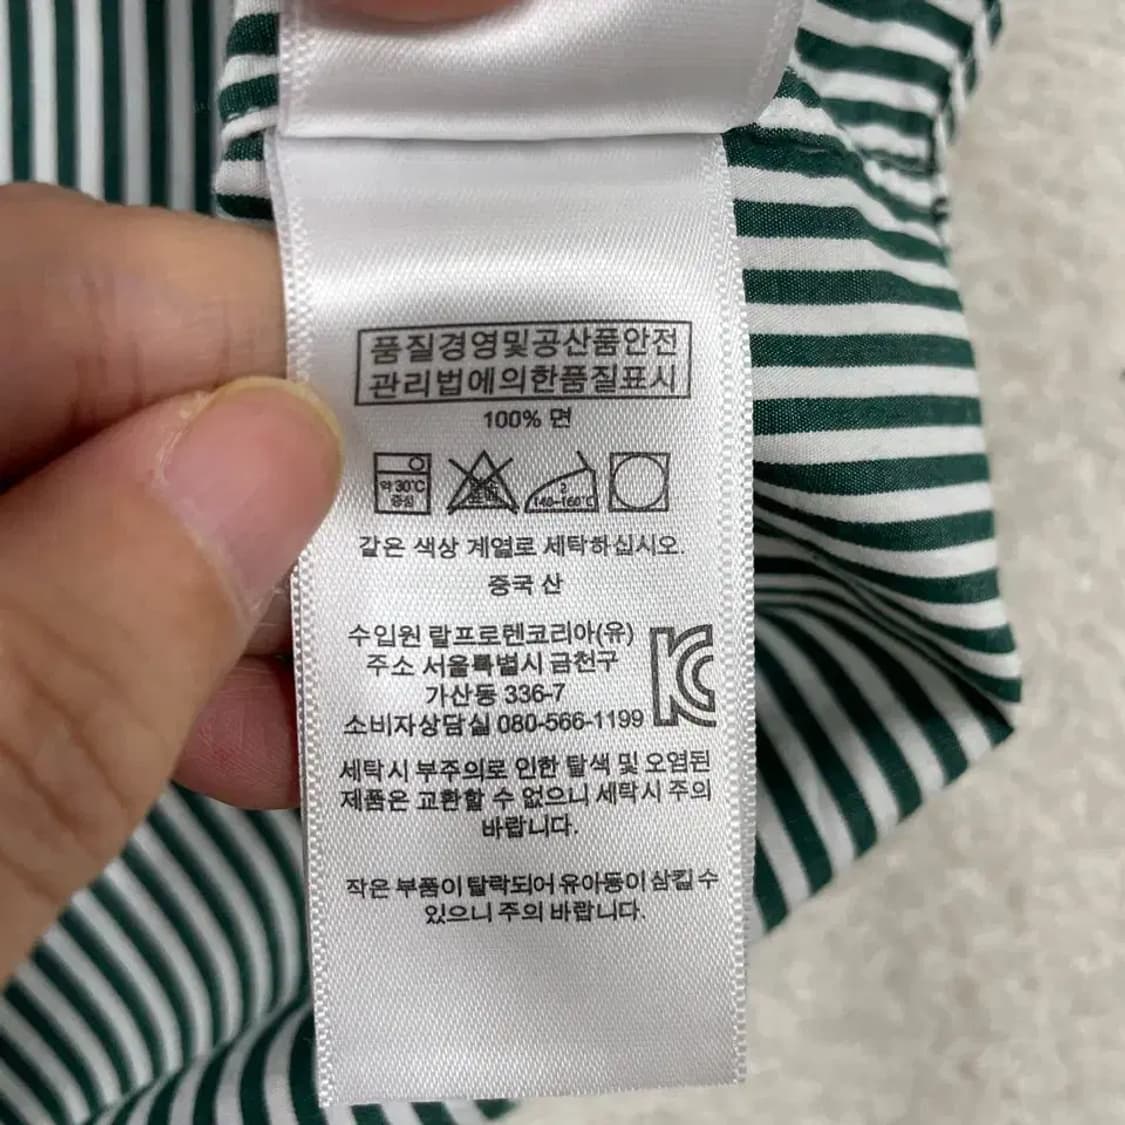 품질경영및공산품안전
관리법에의한품질표시
100% 면
약 30℃
중성
2
140~160℃
같은 색상 계열로 세탁하십시오.
중국 산
수입원 랄프로렌코리아(유)
주소 서울특별시 금천구
가산동 336-7
소비자상담실 080-566-1199
세탁시 부주의로 인한 탈색 및 오염된
제품은 교환할 수 없으니 세탁시 주의
바랍니다.
작은 부품이 탈락되어 유아동이 삼킬 수
있으니 주의 바랍니다.